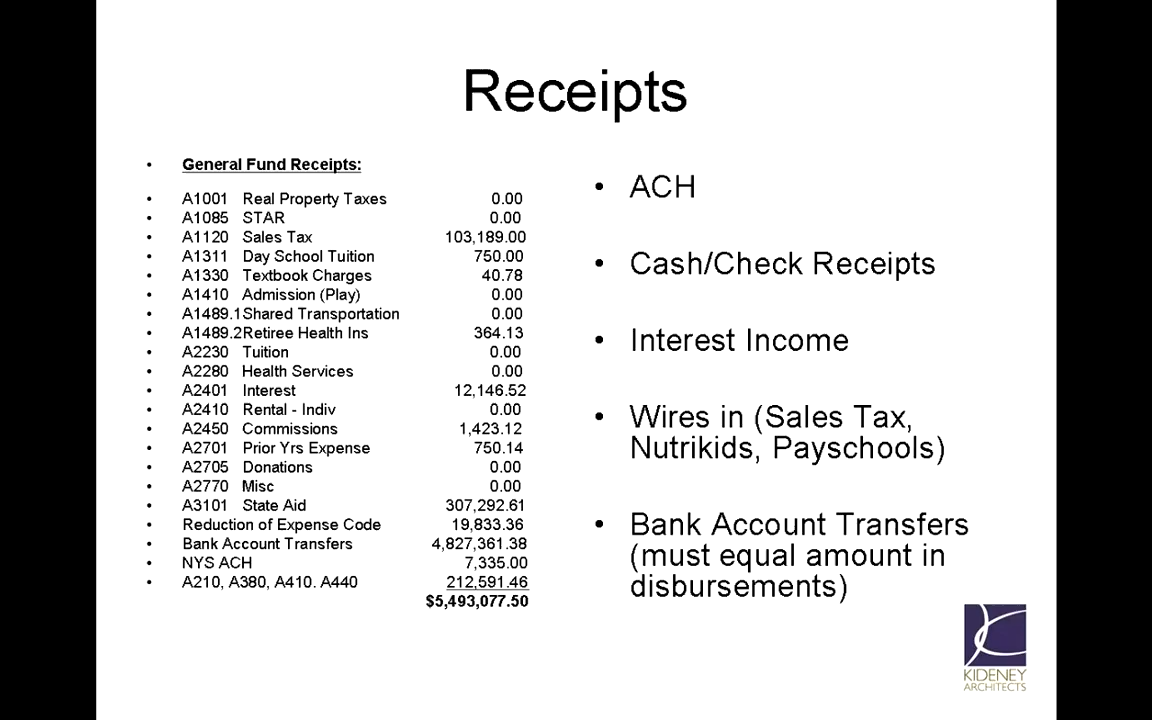 Receipts
• General Fund Receipts:
• A1001 Real Property Taxes 0.00
• A1085 STAR 0.00
• A1120 Sales Tax 103,189.00
• A1311 Day School Tuition 750.00
• A1330 Textbook Charges 40.78
• A1410 Admission (Play) 0.00
• A1489.1Shared Transportation 0.00
• A1489.2Retiree Health Ins 364.13
• A2230 Tuition 0.00
• A2280 Health Services 0.00
• A2401 Interest 12,146.52
• A2410 Rental - Indiv 0.00
• A2450 Commissions 1,423.12
• A2701 Prior Yrs Expense 750.14
• A2705 Donations 0.00
• A2770 Misc 0.00
• A3101 State Aid 307,292.61
• Reduction of Expense Code 19,833.36
• Bank Account Transfers 4,827,361.38
• NYS ACH 7,335.00
• A210, A380, A410. A440 212,591.46
$5,493,077.50
• ACH
• Cash/Check Receipts
• Interest Income
• Wires in (Sales Tax,
Nutrikids, Payschools)
• Bank Account Transfers
(must equal amount in
disbursements)
KIDENEY
ARCHITECTS